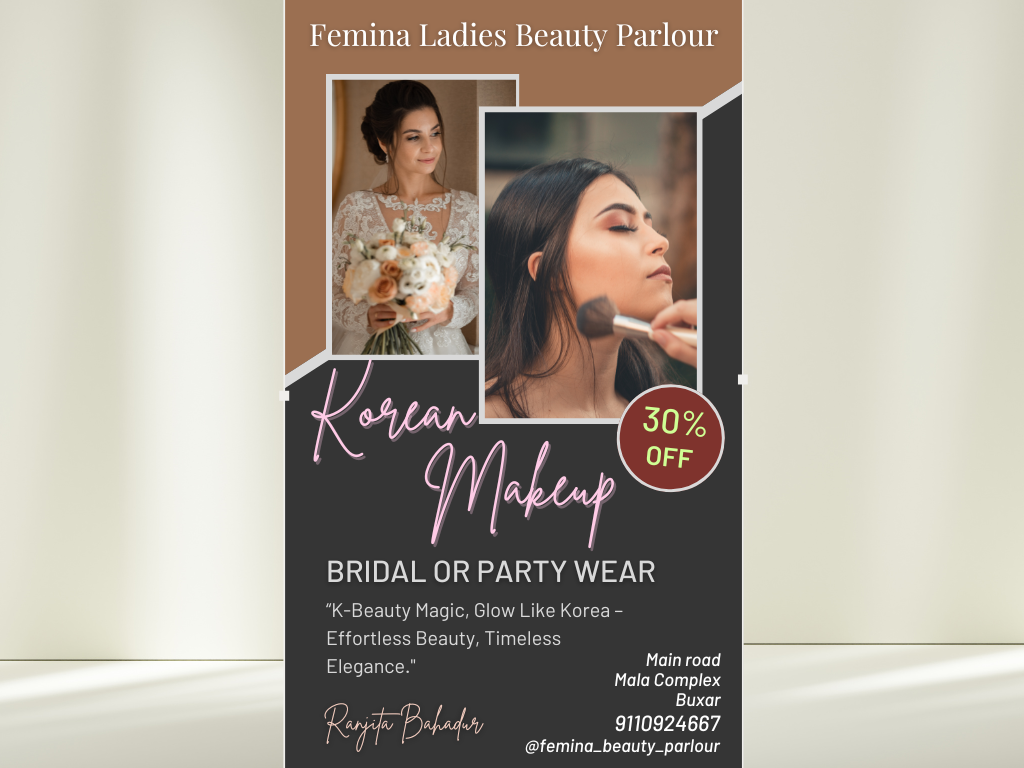 Femina Ladies Beauty Parlour
Korean
Makeup
30%
OFF
BRIDAL OR PARTY WEAR
“K-Beauty Magic, Glow Like Korea –
Effortless Beauty, Timeless
Elegance."
Ranjita Bahadur
Main road
Mala Complex
Buxar
9110924667
@femina_beauty_parlour